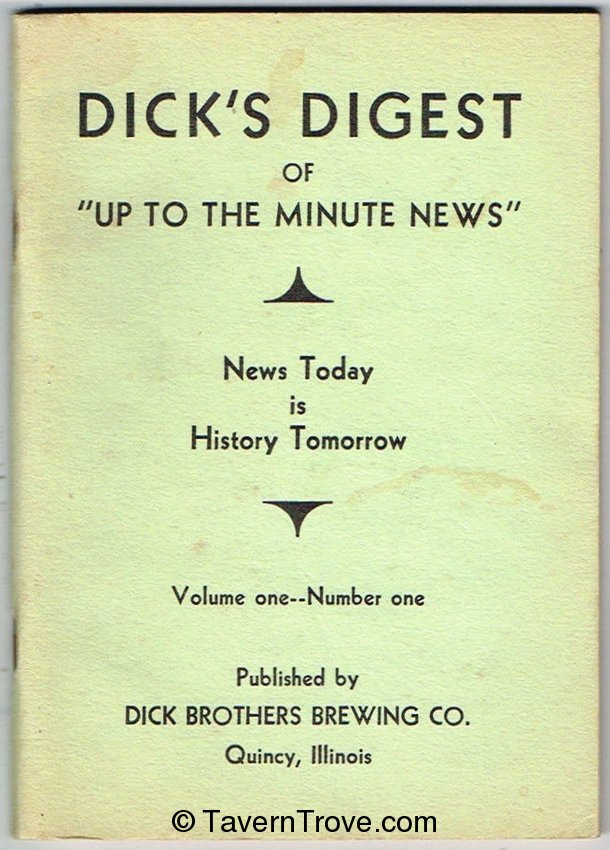 DICK'S DIGEST
OF
"UP TO THE MINUTE NEWS"
News Today
is
History Tomorrow
Volume one--Number one
Published by
DICK BROTHERS BREWING CO.
Quincy, Illinois
© TavernTrove.com